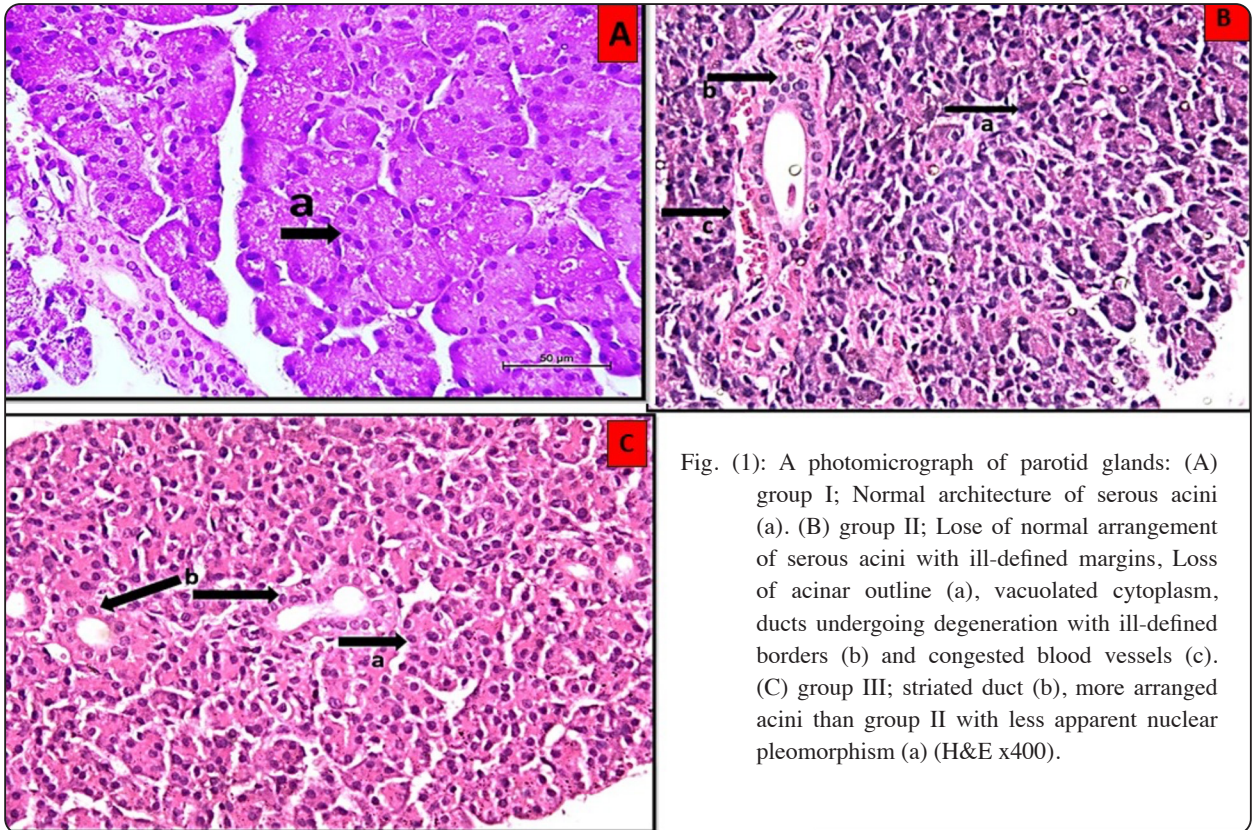 A
a
50 µm
B
b
a
c
C
b
a
Fig. (1): A photomicrograph of parotid glands: (A)
group I; Normal architecture of serous acini
(a). (B) group II; Lose of normal arrangement
of serous acini with ill-defined margins, Loss
of acinar outline (a), vacuolated cytoplasm,
ducts undergoing degeneration with ill-defined
borders (b) and congested blood vessels (c).
(C) group III; striated duct (b), more arranged
acini than group II with less apparent nuclear
pleomorphism (a) (H&E x400).